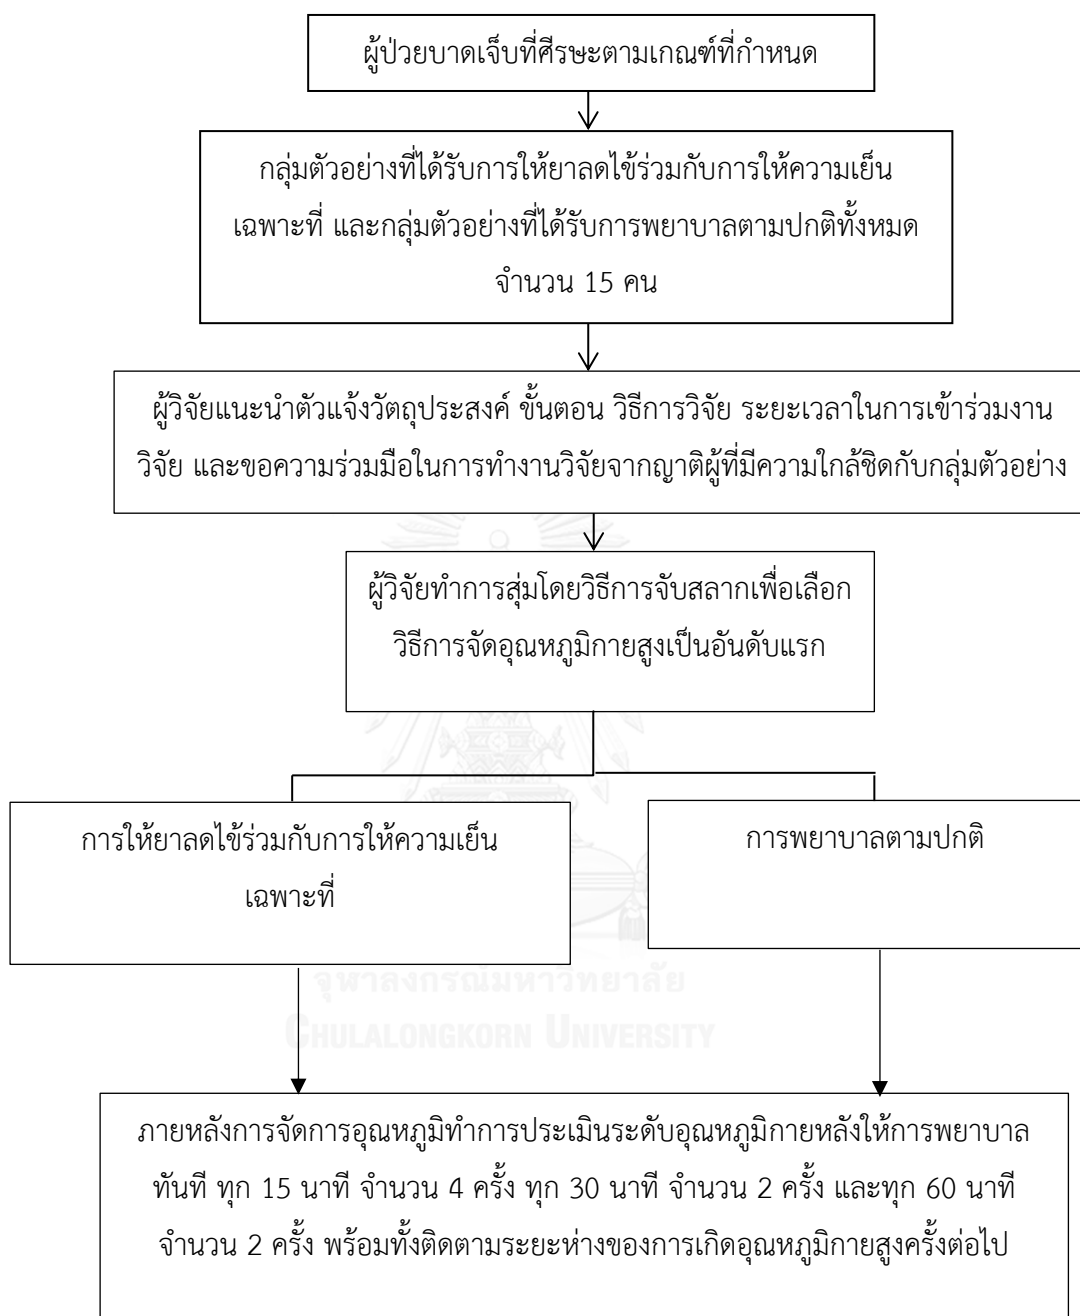 ผู้ป่วยบาดเจ็บที่ศีรษะตามเกณฑ์ที่กำหนด
กลุ่มตัวอย่างที่ได้รับการให้ยาลดไข้ร่วมกับการให้ความเย็น
เฉพาะที่ และกลุ่มตัวอย่างที่ได้รับการพยาบาลตามปกติทั้งหมด
จำนวน 15 คน
ผู้วิจัยแนะนำตัวแจ้งวัตถุประสงค์ ขั้นตอน วิธีการวิจัย ระยะเวลาในการเข้าร่วมงาน
วิจัย และขอความร่วมมือในการทำงานวิจัยจากญาติผู้ที่มีความใกล้ชิดกับกลุ่มตัวอย่าง
ผู้วิจัยทำการสุ่มโดยวิธีการจับสลากเพื่อเลือก
วิธีการจัดอุณหภูมิกายสูงเป็นอันดับแรก
การให้ยาลดไข้ร่วมกับการให้ความเย็น
เฉพาะที่
การพยาบาลตามปกติ
จุฬาลงกรณ์มหาวิทยาลัย
CHULALONGKORN UNIVERSITY
ภายหลังการจัดการอุณหภูมิทำการประเมินระดับอุณหภูมิกายหลังให้การพยาบาล
ทันที ทุก 15 นาที จำนวน 4 ครั้ง ทุก 30 นาที จำนวน 2 ครั้ง และทุก 60 นาที
จำนวน 2 ครั้ง พร้อมทั้งติดตามระยะห่างของการเกิดอุณหภูมิกายสูงครั้งต่อไป